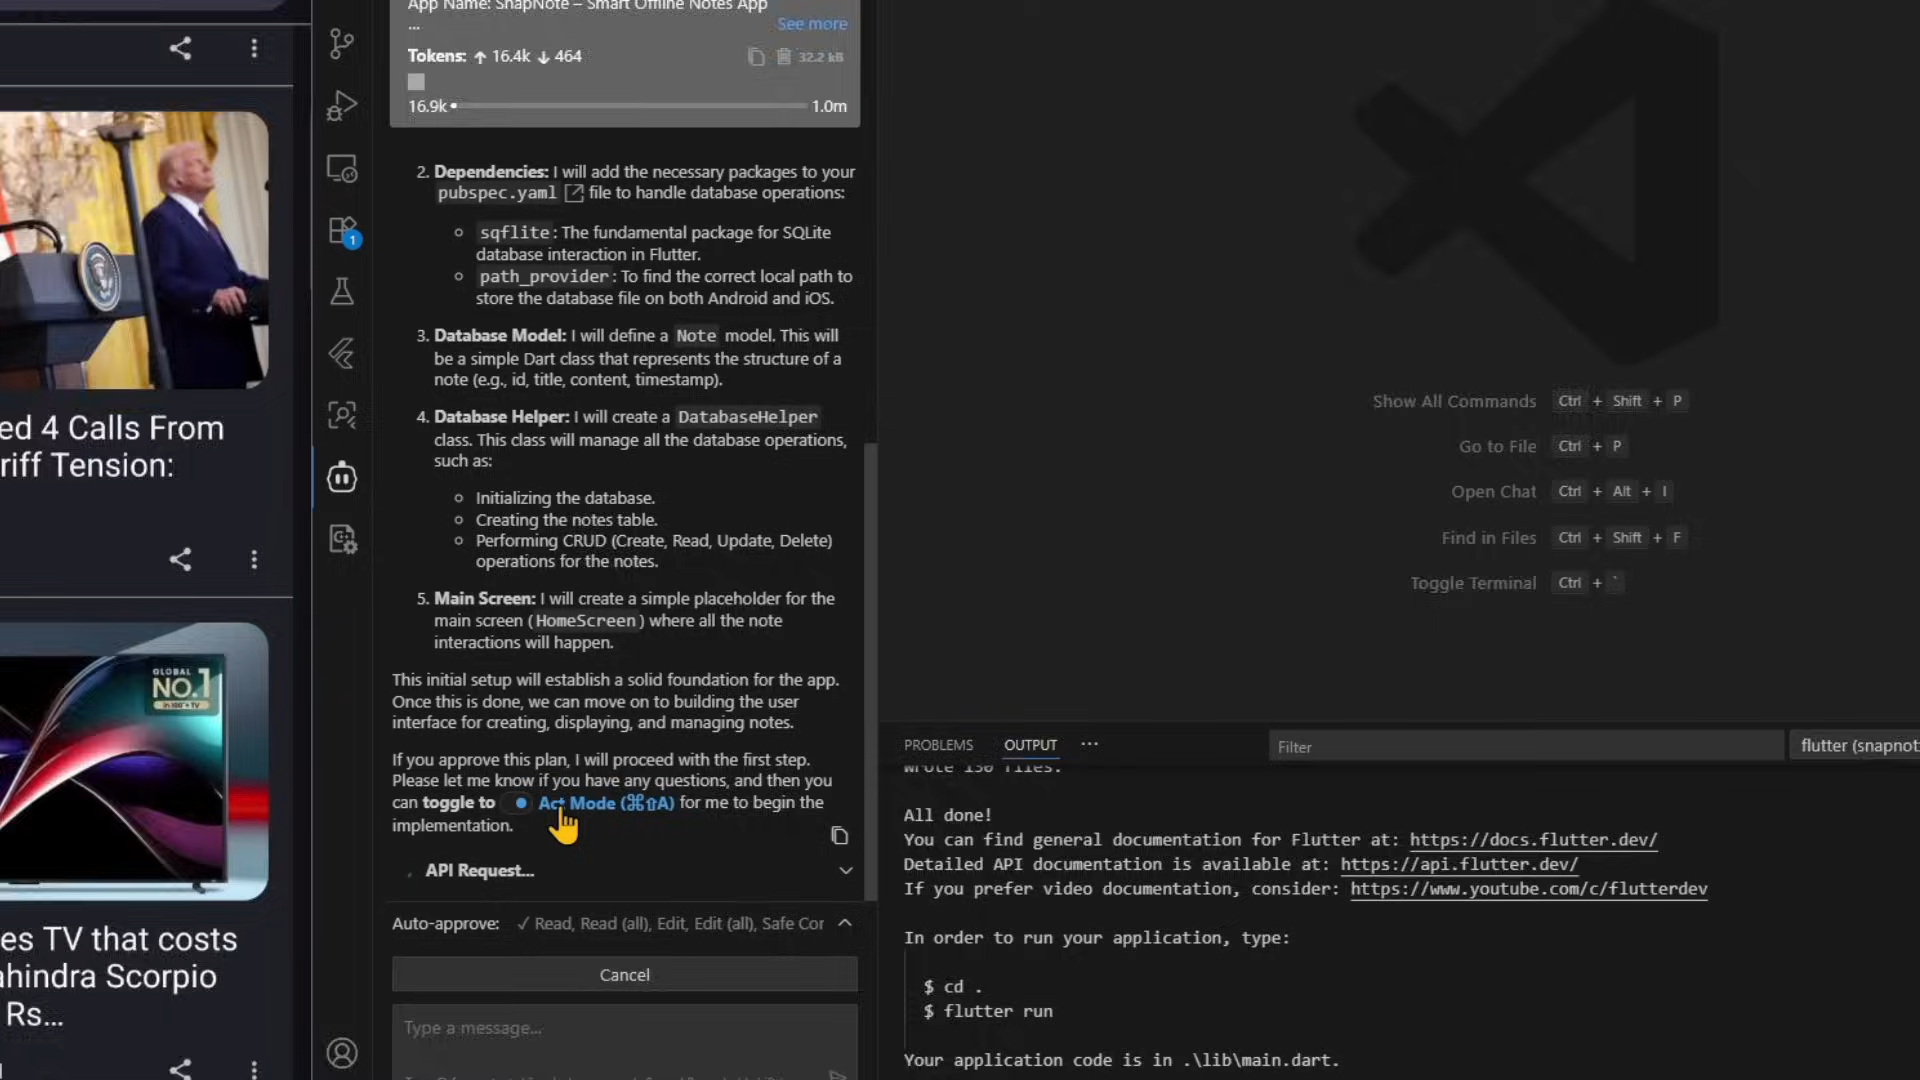 ed 4 Calls From
riff Tension:
GLOBAL
NO.1
es TV that costs
ahindra Scorpio
Rs...
1
App Name: SnapNote – Smart Offline Notes App
...
See more
Tokens: ↑ 16.4k ↓ 464
32.2 kB
16.9k
1.0m
2. Dependencies: I will add the necessary packages to your
pubspec.yaml file to handle database operations:
sqflite: The fundamental package for SQLite
database interaction in Flutter.
path_provider: To find the correct local path to
store the database file on both Android and iOS.
3. Database Model: I will define a Note model. This will
be a simple Dart class that represents the structure of a
note (e.g., id, title, content, timestamp).
4. Database Helper: I will create a DatabaseHelper
class. This class will manage all the database operations,
such as:
Initializing the database.
Creating the notes table.
Performing CRUD (Create, Read, Update, Delete)
operations for the notes.
5. Main Screen: I will create a simple placeholder for the
main screen (HomeScreen) where all the note
interactions will happen.
This initial setup will establish a solid foundation for the app.
Once this is done, we can move on to building the user
interface for creating, displaying, and managing notes.
If you approve this plan, I will proceed with the first step.
Please let me know if you have any questions, and then you
can toggle to Act Mode (⌘⇧A) for me to begin the
implementation.
API Request...
Auto-approve: ✓ Read, Read (all), Edit, Edit (all), Safe Cor
Cancel
Type a message...
Show All Commands Ctrl + Shift + P
Go to File Ctrl + P
Open Chat Ctrl + Alt + I
Find in Files Ctrl + Shift + F
Toggle Terminal Ctrl + `
PROBLEMS OUTPUT ...
Filter
flutter (snapnot
Wrote 130 files.
All done!
You can find general documentation for Flutter at: https://docs.flutter.dev/
Detailed API documentation is available at: https://api.flutter.dev/
If you prefer video documentation, consider: https://www.youtube.com/c/flutterdev
In order to run your application, type:
$ cd .
$ flutter run
Your application code is in .\lib\main.dart.